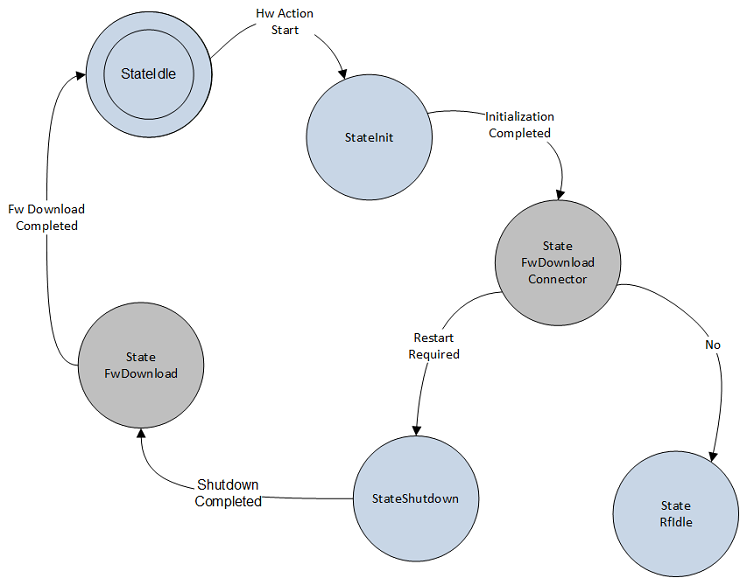 Hw Action
Start
StateIdle
StateInit
Initialization
Completed
Fw Download
Completed
State
FwDownload
Connector
Restart
Required
No
State
FwDownload
Shutdown
Completed
StateShutdown
State
RfIdle